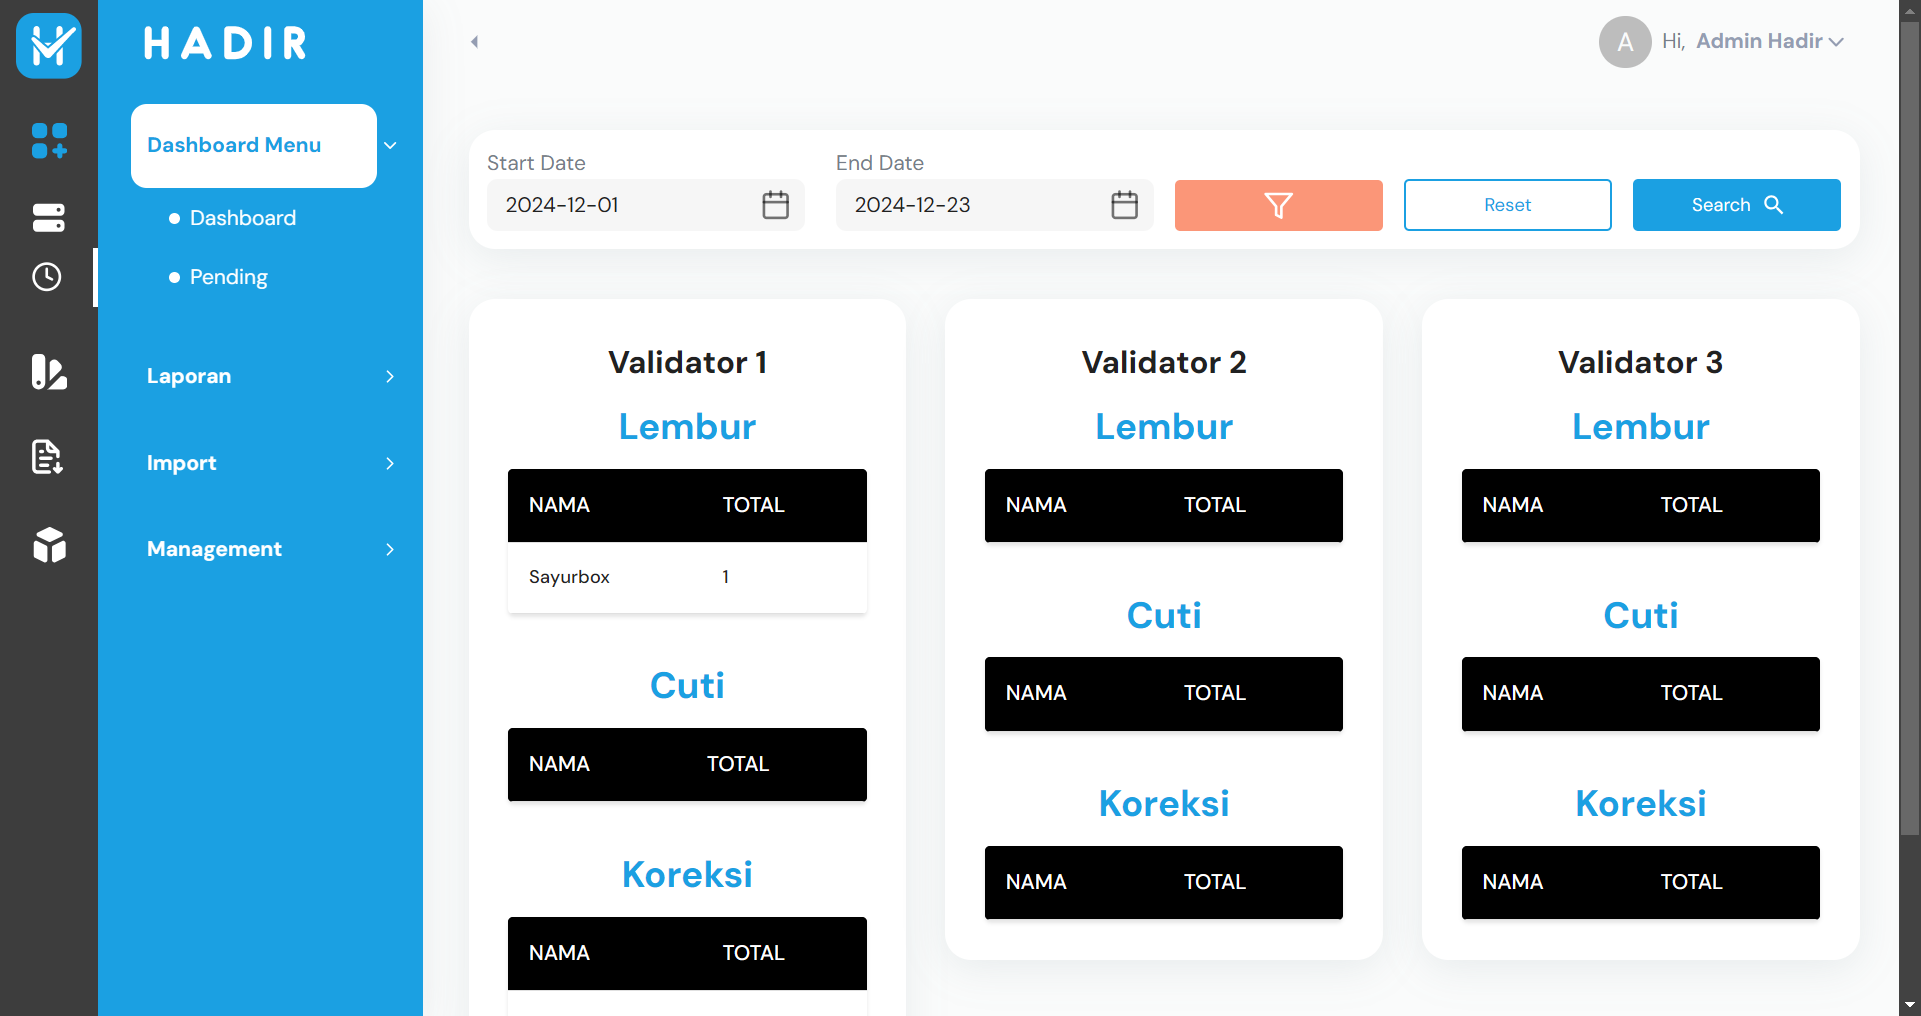 HADIR
Dashboard Menu
Dashboard
Pending
Laporan
Import
Management
A
Hi, Admin Hadir
Start Date
2024-12-01
End Date
2024-12-23
Reset
Search
Validator 1
Lembur
NAMA TOTAL
Sayurbox 1
Cuti
NAMA TOTAL
Koreksi
NAMA TOTAL
Validator 2
Lembur
NAMA TOTAL
Cuti
NAMA TOTAL
Koreksi
NAMA TOTAL
Validator 3
Lembur
NAMA TOTAL
Cuti
NAMA TOTAL
Koreksi
NAMA TOTAL